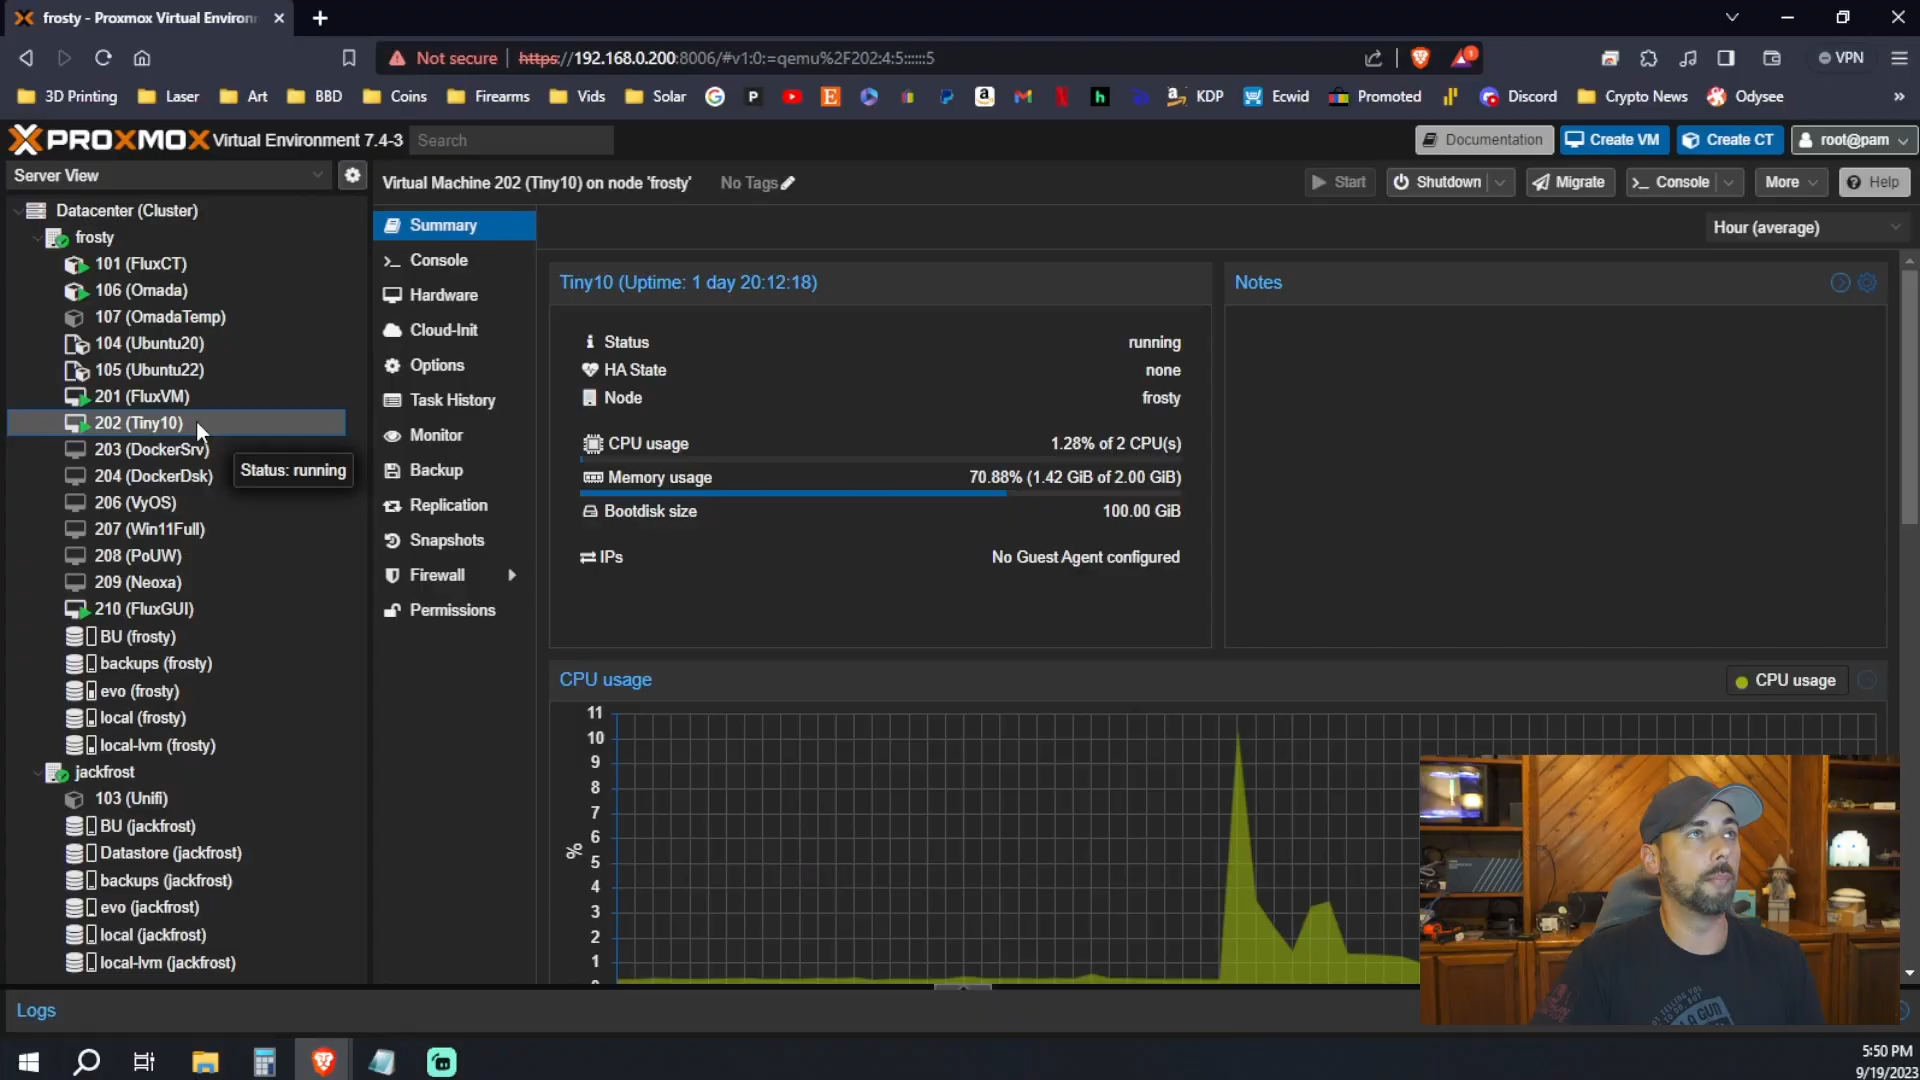 frosty - Proxmox Virtual Environ
Not secure https://192.168.0.200:8006/#v1:0:=qemu%2F202:4:5::::::5
VPN
3D Printing Laser Art BBD Coins Firearms Vids Solar KDP Ecwid Promoted Discord Crypto News Odysee
PROXMOX Virtual Environment 7.4-3 Search Documentation Create VM Create CT root@pam
Server View
Virtual Machine 202 (Tiny10) on node 'frosty' No Tags Start Shutdown Migrate Console More Help
Datacenter (Cluster)
frosty
101 (FluxCT)
106 (Omada)
107 (OmadaTemp)
104 (Ubuntu20)
105 (Ubuntu22)
201 (FluxVM)
202 (Tiny10)
203 (DockerSrv)
204 (DockerDsk)
206 (VyOS)
207 (Win11Full)
208 (PoUW)
209 (Neoxa)
210 (FluxGUI)
BU (frosty)
backups (frosty)
evo (frosty)
local (frosty)
local-lvm (frosty)
jackfrost
103 (Unifi)
BU (jackfrost)
Datastore (jackfrost)
backups (jackfrost)
evo (jackfrost)
local (jackfrost)
local-lvm (jackfrost)
Status: running
Summary
Console
Hardware
Cloud-Init
Options
Task History
Monitor
Backup
Replication
Snapshots
Firewall
Permissions
Hour (average)
Tiny10 (Uptime: 1 day 20:12:18)
Status running
HA State none
Node frosty
CPU usage 1.28% of 2 CPU(s)
Memory usage 70.88% (1.42 GiB of 2.00 GiB)
Bootdisk size 100.00 GiB
IPs No Guest Agent configured
Notes
CPU usage
CPU usage
11
10
9
8
7
6
5
4
3
2
1
%
Logs
5:50 PM
9/19/2023